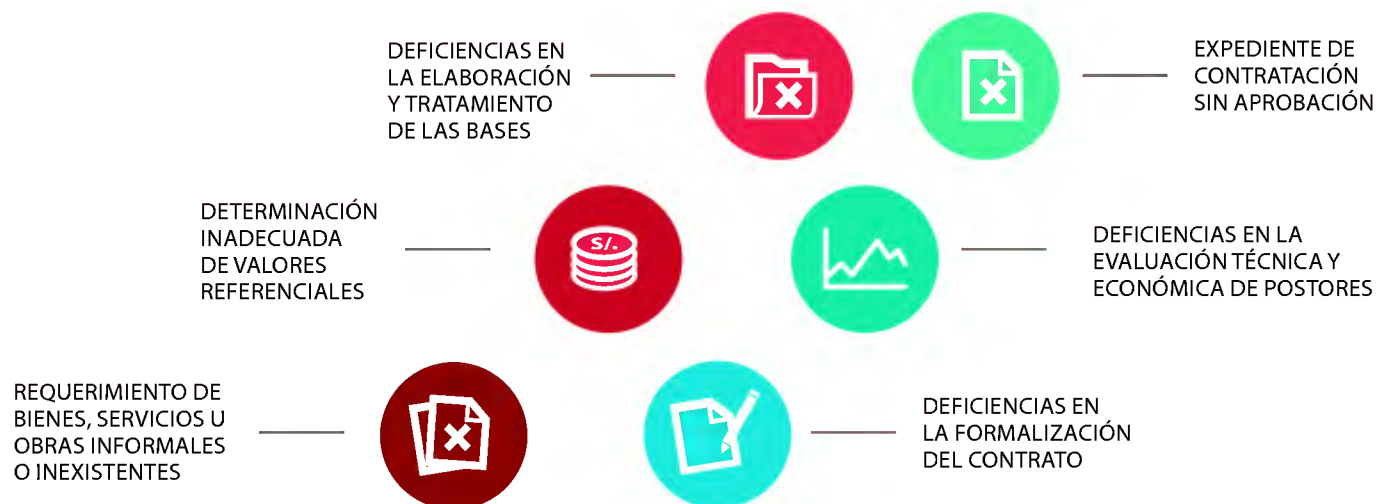 DEFICIENCIAS EN
LA ELABORACIÓN
Y TRATAMIENTO
DE LAS BASES
EXPEDIENTE DE
CONTRATACIÓN
SIN APROBACIÓN
DETERMINACIÓN
INADECUADA
DE VALORES
REFERENCIALES
S/.
DEFICIENCIAS EN LA
EVALUACIÓN TÉCNICA Y
ECONÓMICA DE POSTORES
REQUERIMIENTO DE
BIENES, SERVICIOS U
OBRAS INFORMALES
O INEXISTENTES
DEFICIENCIAS EN
LA FORMALIZACIÓN
DEL CONTRATO